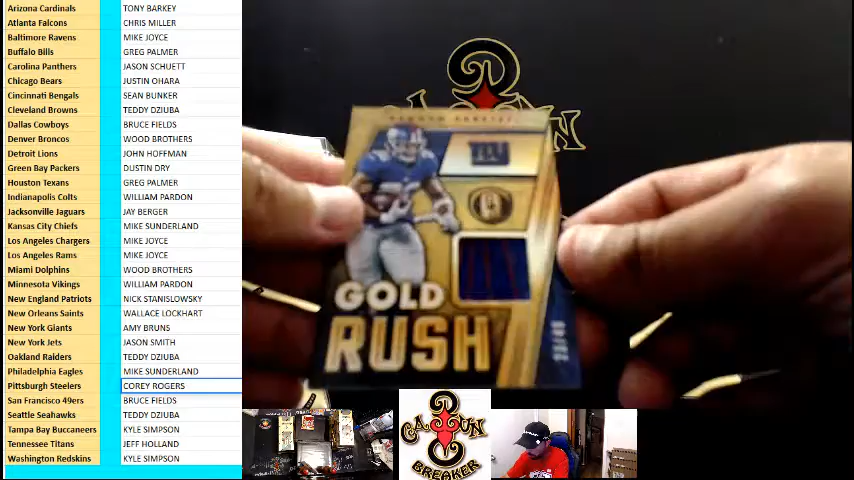 Arizona Cardinals TONY BARKEY
Atlanta Falcons CHRIS MILLER
Baltimore Ravens MIKE JOYCE
Buffalo Bills GREG PALMER
Carolina Panthers JASON SCHUETT
Chicago Bears JUSTIN OHARA
Cincinnati Bengals SEAN BUNKER
Cleveland Browns TEDDY DZIUBA
Dallas Cowboys BRUCE FIELDS
Denver Broncos WOOD BROTHERS
Detroit Lions JOHN HOFFMAN
Green Bay Packers DUSTIN DRY
Houston Texans GREG PALMER
Indianapolis Colts WILLIAM PARDON
Jacksonville Jaguars JAY BERGER
Kansas City Chiefs MIKE SUNDERLAND
Los Angeles Chargers MIKE JOYCE
Los Angeles Rams MIKE JOYCE
Miami Dolphins WOOD BROTHERS
Minnesota Vikings WILLIAM PARDON
New England Patriots NICK STANISLOWSKY
New Orleans Saints WALLACE LOCKHART
New York Giants AMY BRUNS
New York Jets JASON SMITH
Oakland Raiders TEDDY DZIUBA
Philadelphia Eagles MIKE SUNDERLAND
Pittsburgh Steelers COREY ROGERS
San Francisco 49ers BRUCE FIELDS
Seattle Seahawks TEDDY DZIUBA
Tampa Bay Buccaneers KYLE SIMPSON
Tennessee Titans JEFF HOLLAND
Washington Redskins KYLE SIMPSON
GOLD
RUSH
CAJUN
BREAKER